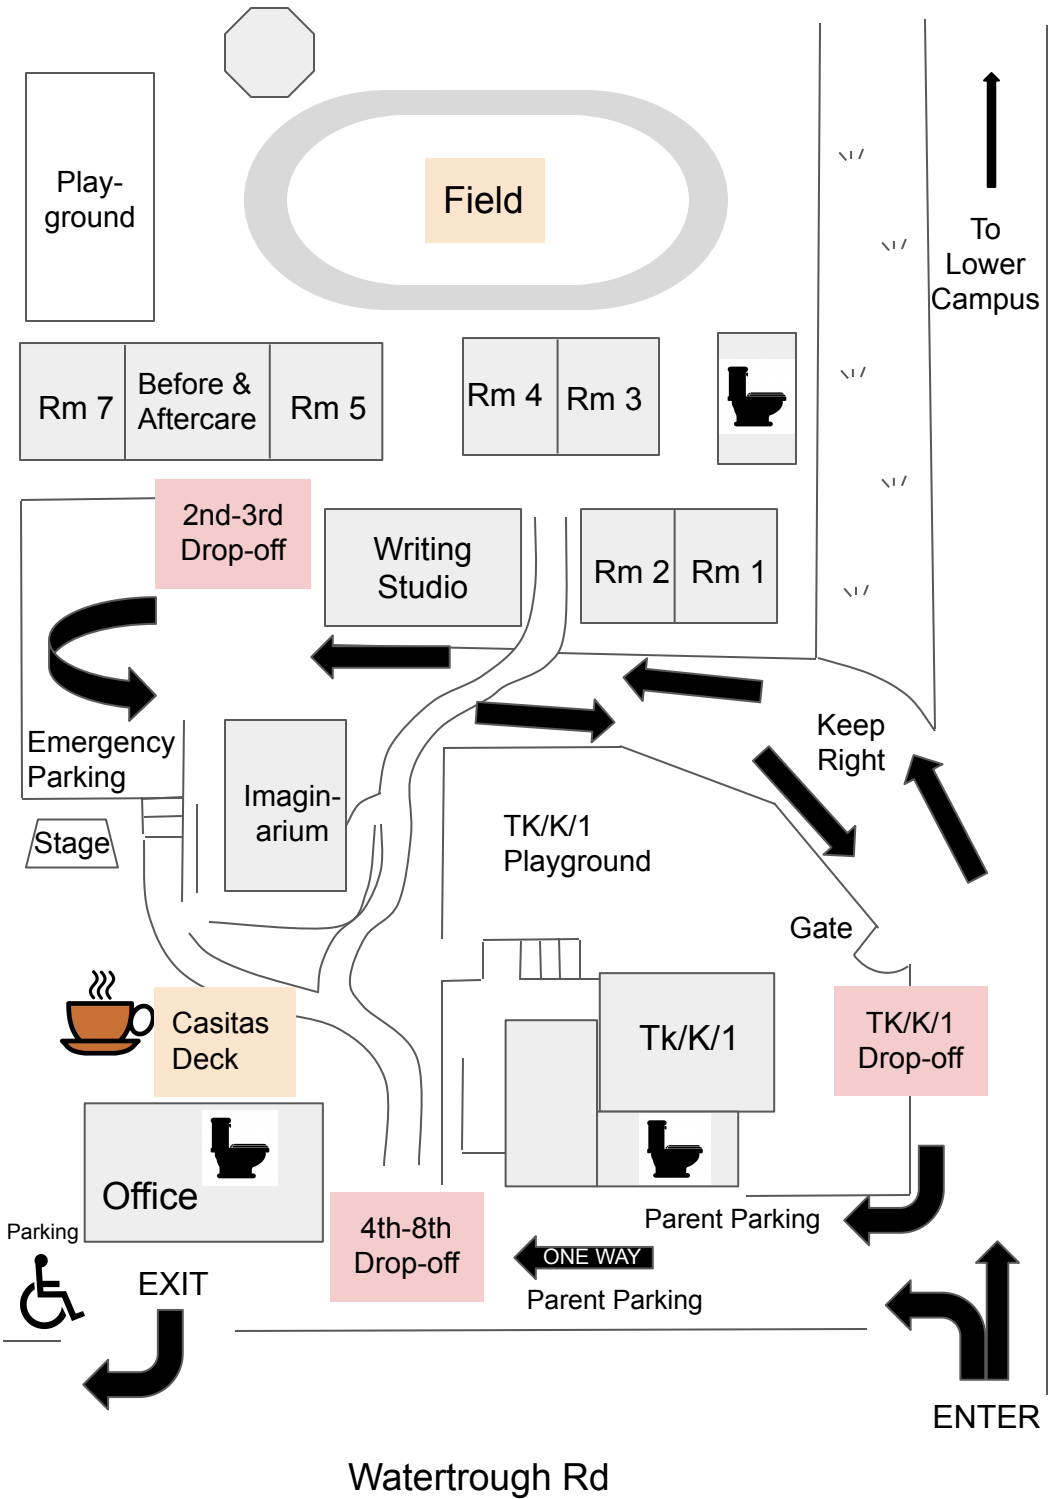 Play-
ground
Field
To
Lower
Campus
Rm 7
Before &
Aftercare
Rm 5
Rm 4
Rm 3
2nd-3rd
Drop-off
Writing
Studio
Rm 2
Rm 1
Keep
Right
Emergency
Parking
Imagin-
arium
Stage
TK/K/1
Playground
Gate
Casitas
Deck
Tk/K/1
TK/K/1
Drop-off
Office
Parking
4th-8th
Drop-off
Parent Parking
ONE WAY
Parent Parking
EXIT
ENTER
Watertrough Rd